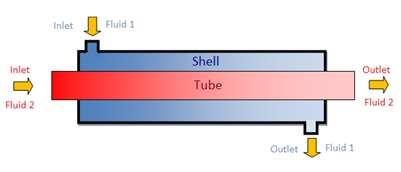 Inlet
Fluid 1
Shell
Inlet
Fluid 2
Tube
Outlet
Fluid 2
Outlet
Fluid 1